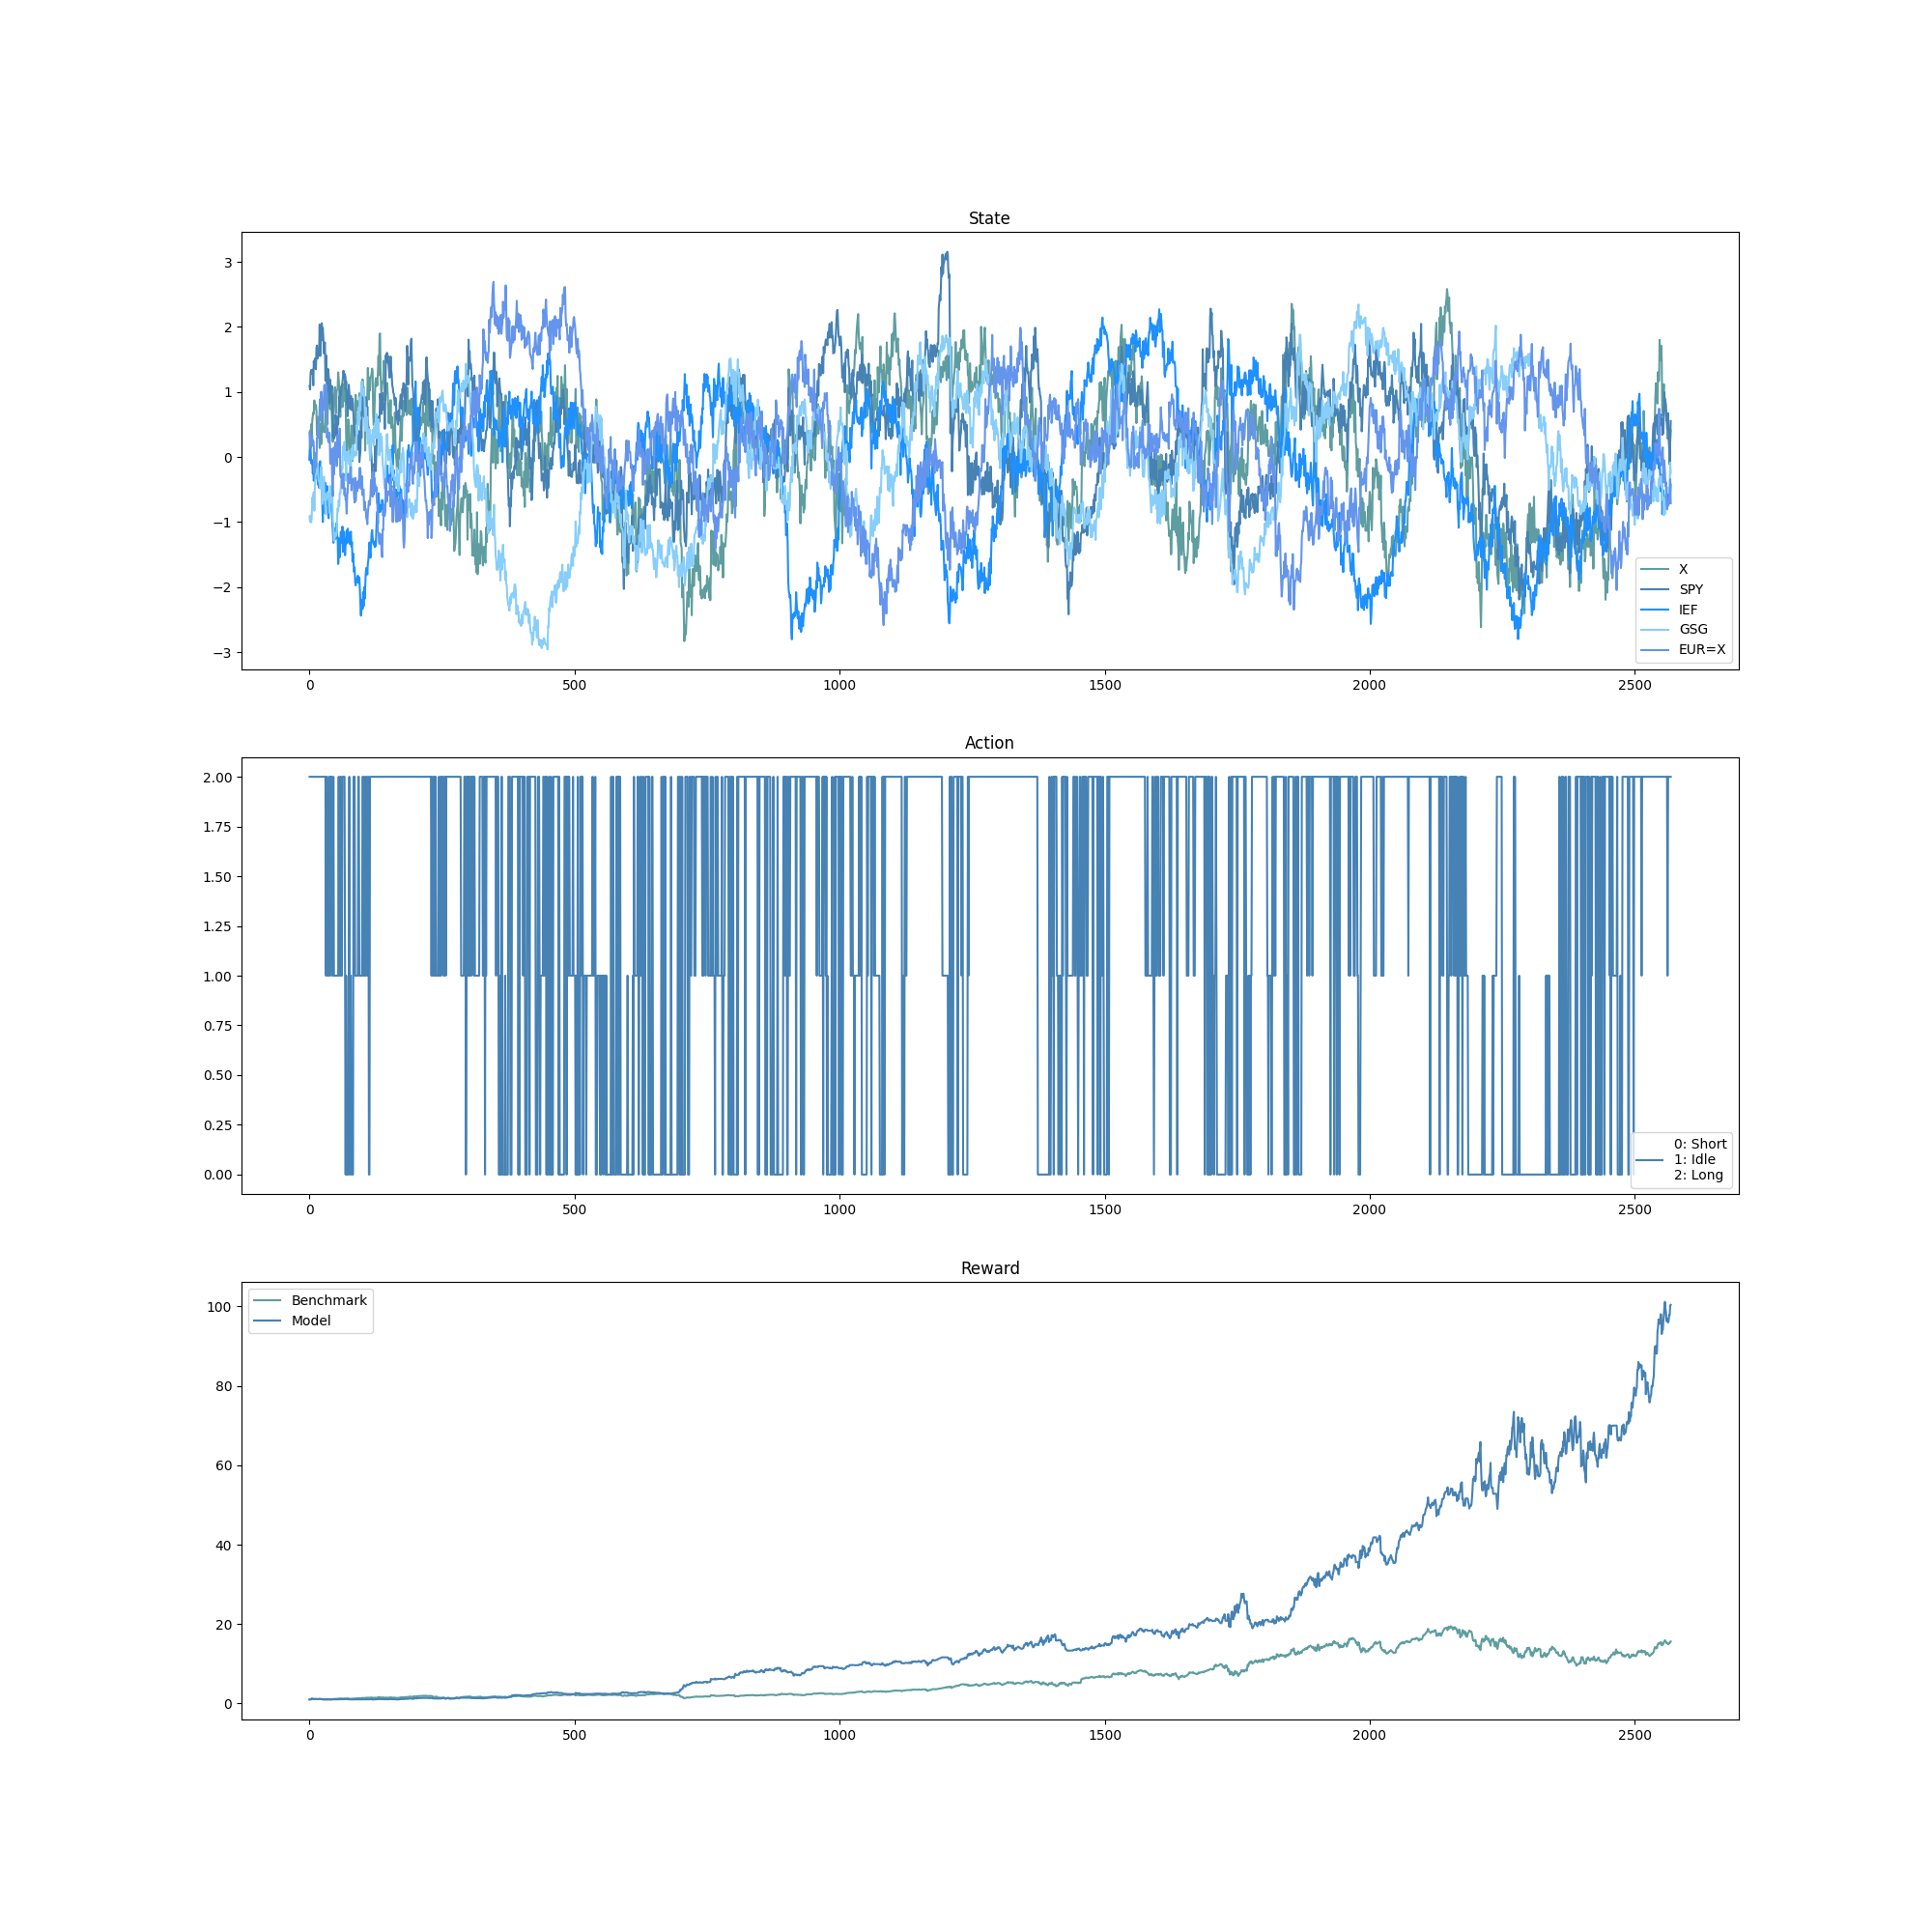 State
3
2
1
0
−1
−2
−3
X
SPY
IEF
GSG
EUR=X
0 500 1000 1500 2000 2500
Action
2.00
1.75
1.50
1.25
1.00
0.75
0.50
0.25
0.00
0: Short
1: Idle
2: Long
0 500 1000 1500 2000 2500
Reward
Benchmark
Model
100
80
60
40
20
0
0 500 1000 1500 2000 2500